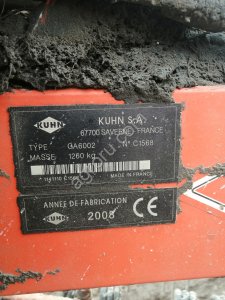 KUHN
KUHN S.A.
67700 SAVERNE - FRANCE
TYPE GA6002 N° C1568
MASSE 1260 kg
MADE IN FRANCE
KUHN
ANNÉE DE FABRICATION
2008 CE